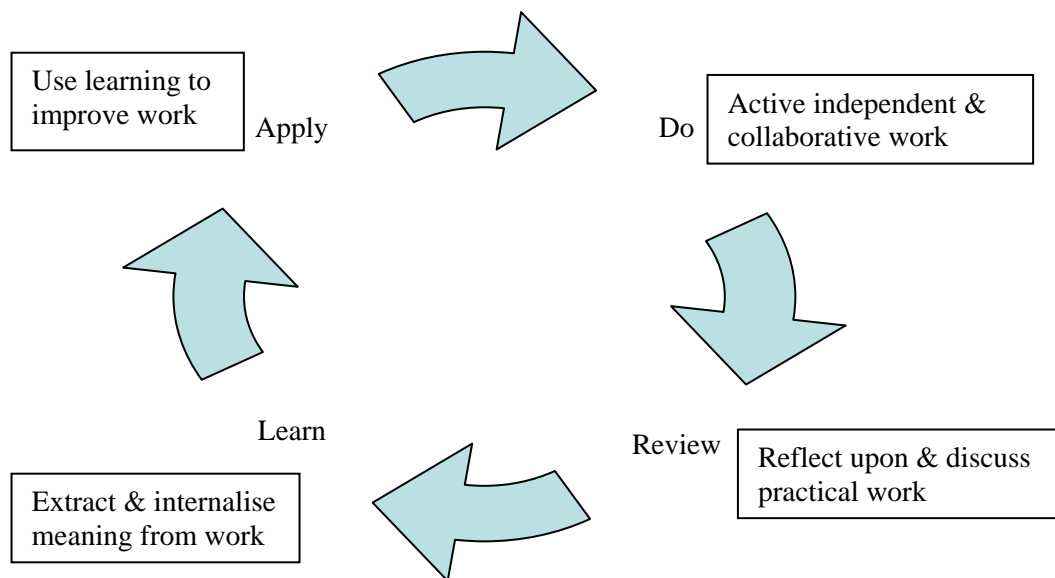 Use learning to
improve work
Apply
Do
Active independent &
collaborative work
Learn
Review
Reflect upon & discuss
practical work
Extract & internalise
meaning from work